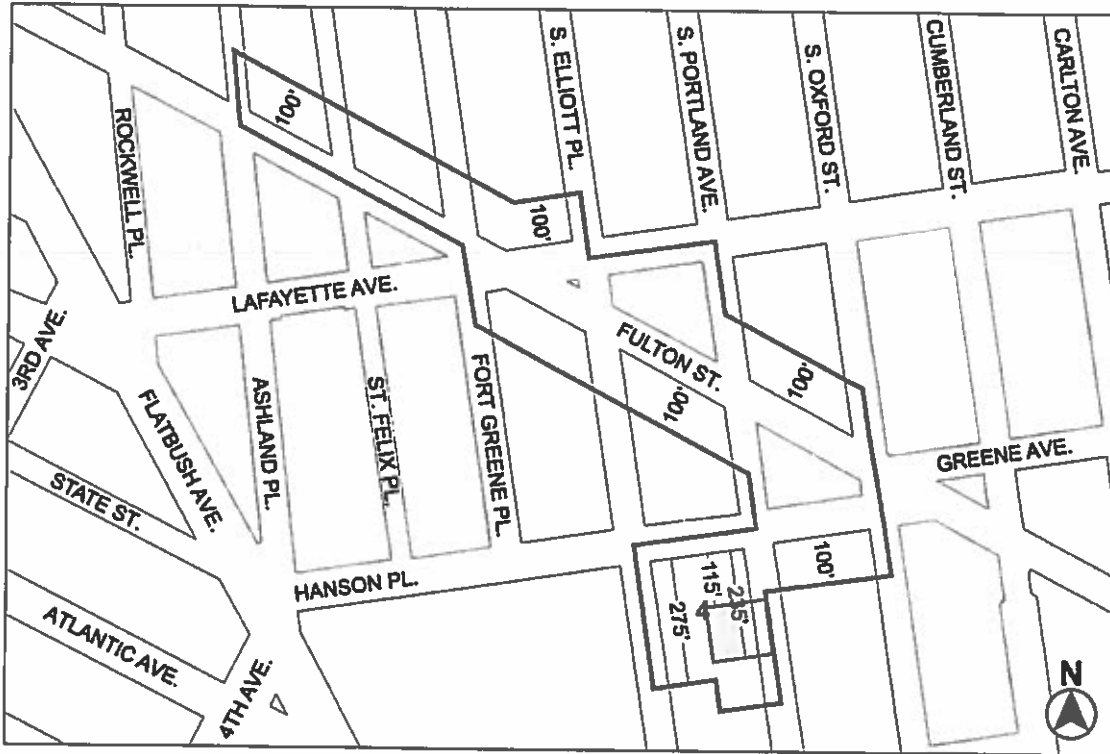 S. ELLIOTT PL.
S. PORTLAND AVE.
S. OXFORD ST.
CUMBERLAND ST.
CARLTON AVE.
100'
ROCKWELL PL.
100'
LAFAYETTE AVE.
3RD AVE.
FLATBUSH AVE.
ASHLAND PL.
ST. FELIX PL.
FORT GREENE PL.
FULTON ST.
100'
100'
GREENE AVE.
STATE ST.
HANSON PL.
100'
115'
235'
275'
4
ATLANTIC AVE.
4TH AVE.
N